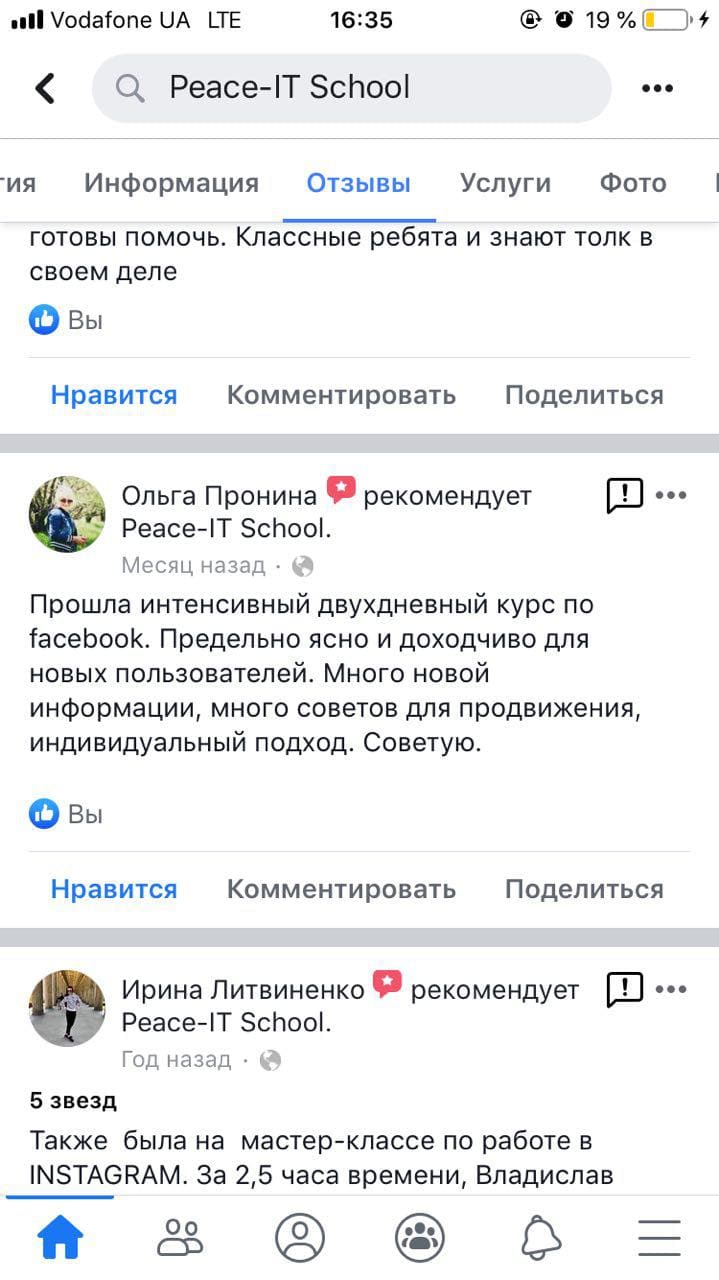 Vodafone UA LTE 16:35 19 %
Peace-IT School
гия Информация Отзывы Услуги Фото
готовы помочь. Классные ребята и знают толк в
своем деле
Вы
Нравится Комментировать Поделиться
Ольга Пронина рекомендует
Peace-IT School.
Месяц назад ·
Прошла интенсивный двухдневный курс по
facebook. Предельно ясно и доходчиво для
новых пользователей. Много новой
информации, много советов для продвижения,
индивидуальный подход. Советую.
Вы
Нравится Комментировать Поделиться
Ирина Литвиненко рекомендует
Peace-IT School.
Год назад ·
5 звезд
Также была на мастер-классе по работе в
INSTAGRAM. За 2,5 часа времени, Владислав